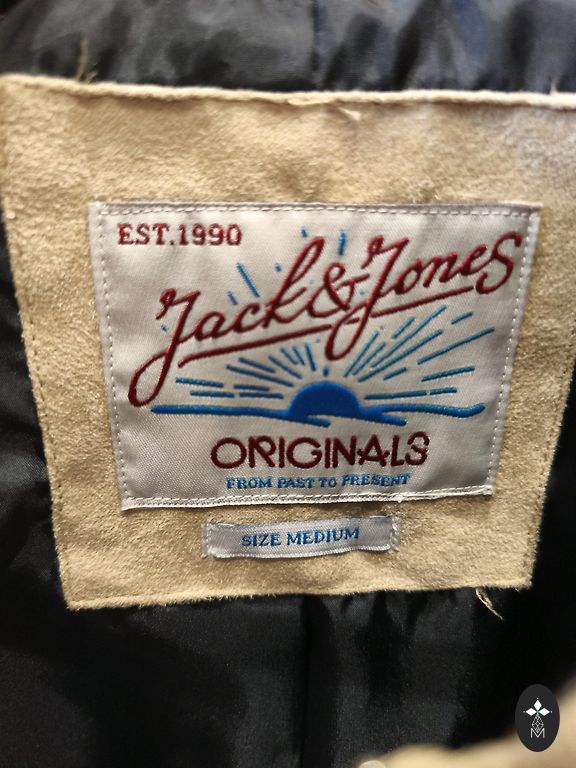 EST.1990
Jack & Jones
ORIGINALS
FROM PAST TO PRESENT
SIZE MEDIUM
M